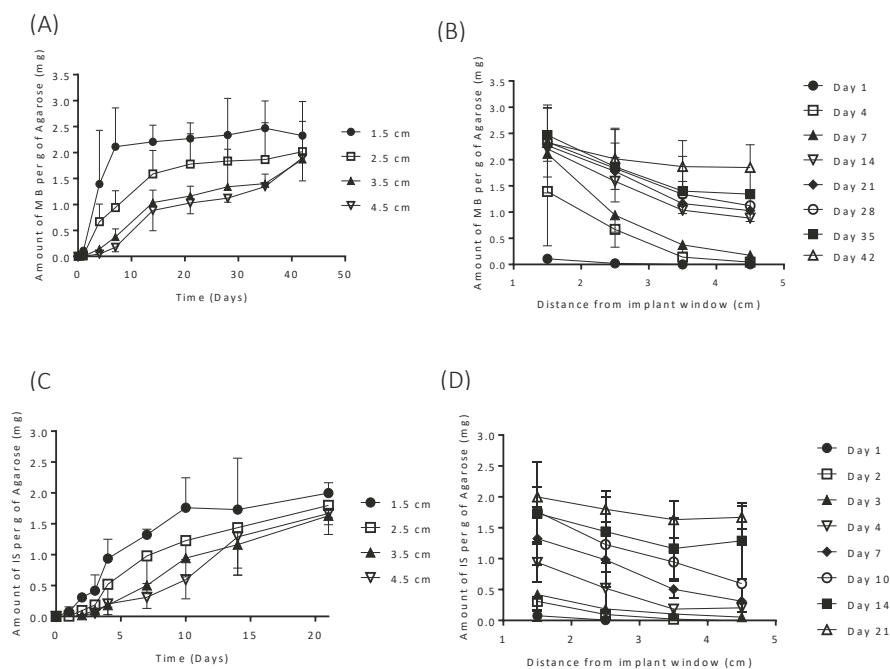 (A)
Amount of MB per g of Agarose (mg)
3.5
3.0
2.5
2.0
1.5
1.0
0.5
0.0
0 10 20 30 40 50
Time (Days)
1.5 cm
2.5 cm
3.5 cm
4.5 cm
(B)
Amount of MB per g of Agarose (mg)
3.5
3.0
2.5
2.0
1.5
1.0
0.5
0.0
1 2 3 4 5
Distance from implant window (cm)
Day 1
Day 4
Day 7
Day 14
Day 21
Day 28
Day 35
Day 42
(C)
Amount of IS per g of Agarose (mg)
3.0
2.5
2.0
1.5
1.0
0.5
0.0
0 5 10 15 20
Time (Days)
1.5 cm
2.5 cm
3.5 cm
4.5 cm
(D)
Amount of IS per g of Agarose (mg)
3.0
2.5
2.0
1.5
1.0
0.5
0.0
1 2 3 4 5
Distance from implant window (cm)
Day 1
Day 2
Day 3
Day 4
Day 7
Day 10
Day 14
Day 21